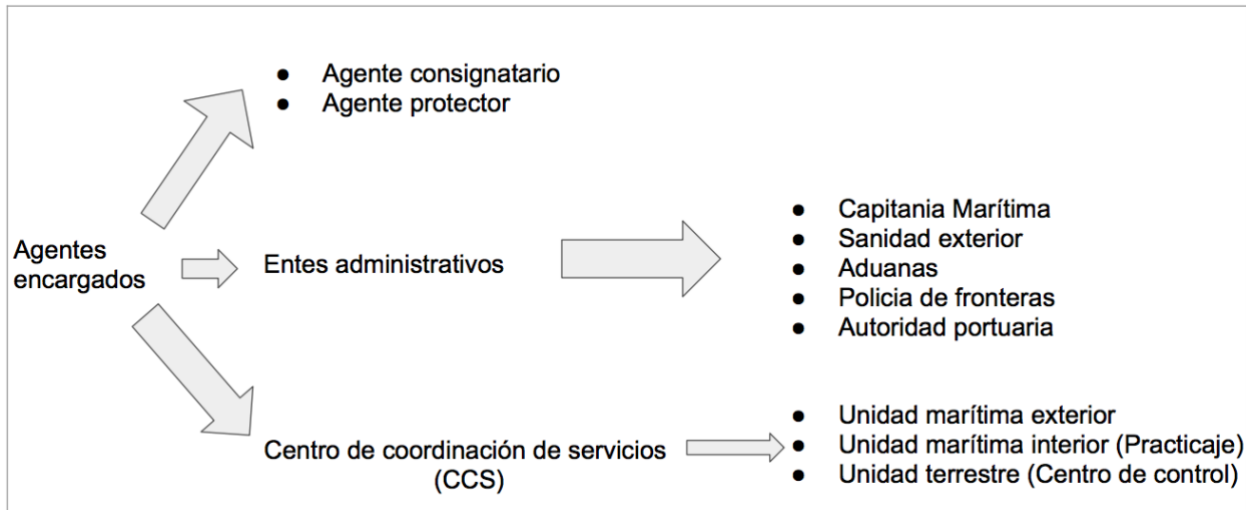 ● Agente consignatario
● Agente protector
Agentes
encargados
Entes administrativos
● Capitania Marítima
● Sanidad exterior
● Aduanas
● Policia de fronteras
● Autoridad portuaria
Centro de coordinación de servicios
(CCS)
● Unidad marítima exterior
● Unidad marítima interior (Practicaje)
● Unidad terrestre (Centro de control)